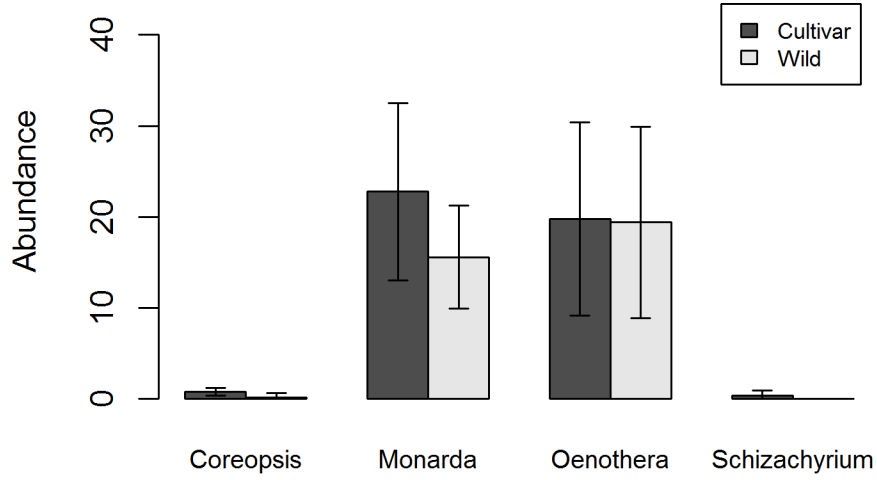 Cultivar
Wild
Abundance
40
30
20
10
0
Coreopsis Monarda Oenothera Schizachyrium